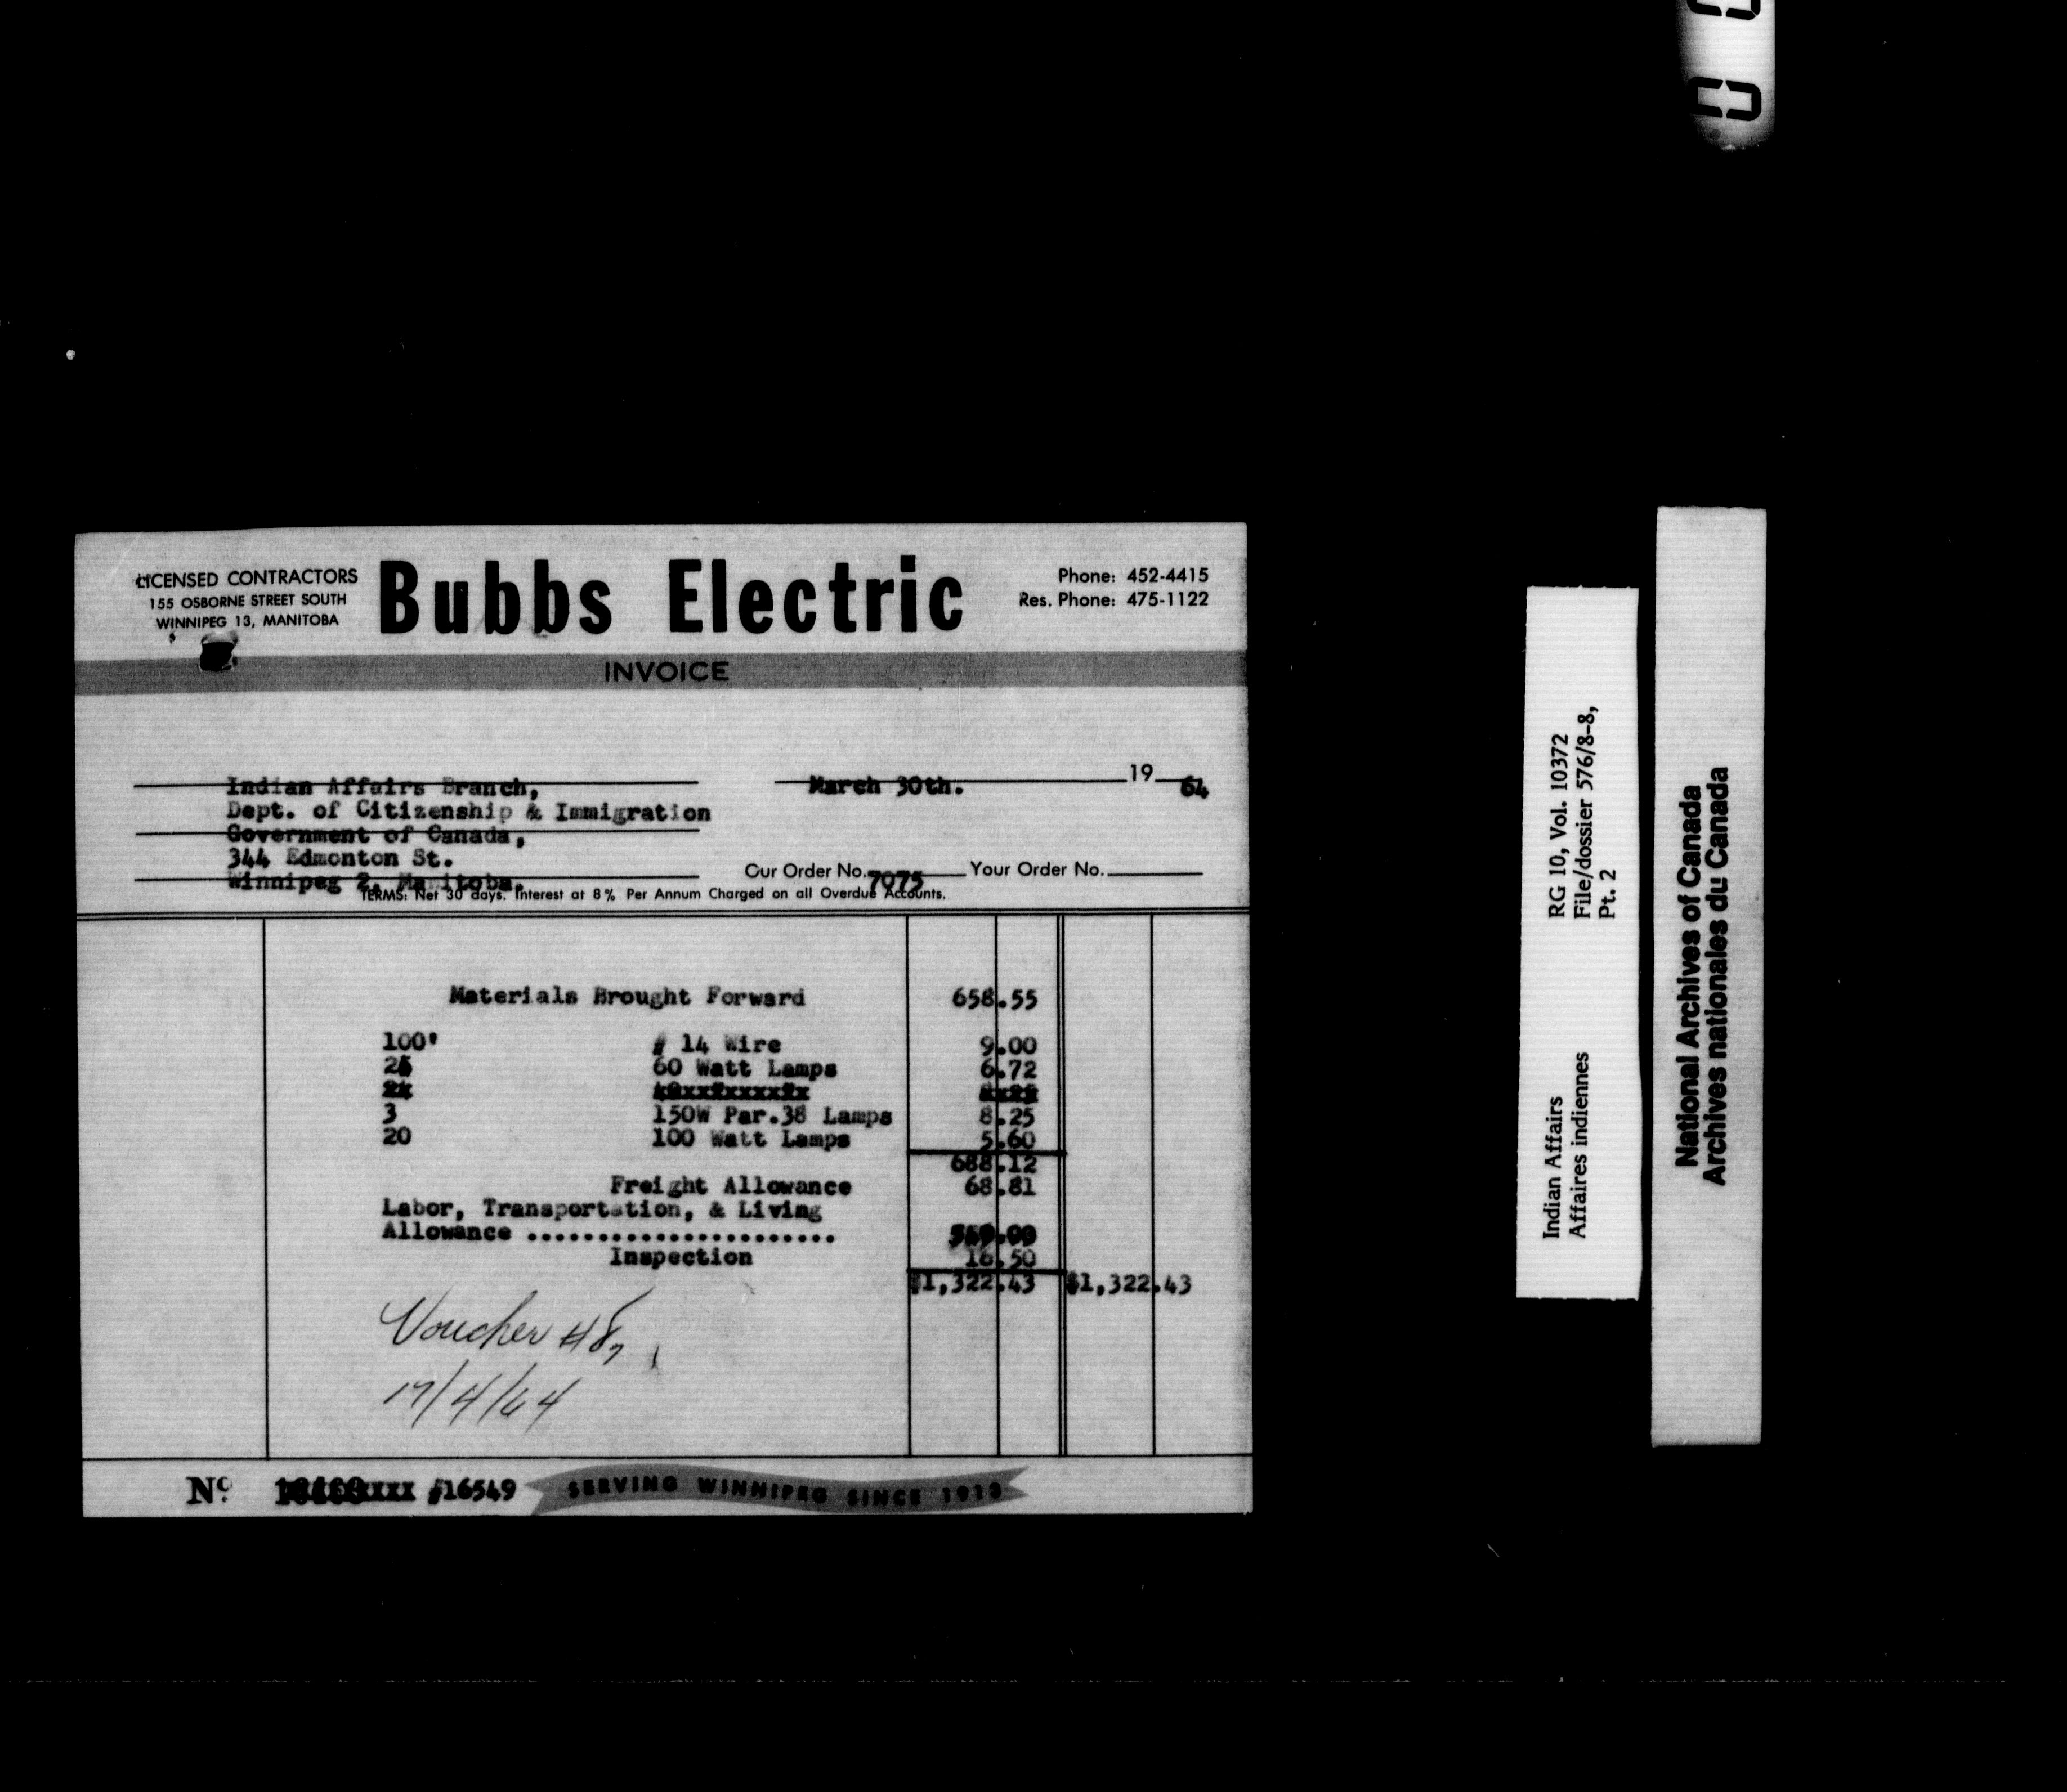 LICENSED CONTRACTORS
155 OSBORNE STREET SOUTH
WINNIPEG 13, MANITOBA
Bubbs Electric
Phone: 452-4415
Res. Phone: 475-1122
INVOICE
Indian Affairs Branch,
Dept. of Citizenship & Immigration
Government of Canada,
344 Edmonton St.
Winnipeg 2, Manitoba.
March 30th. 19 64
Our Order No. 7075 Your Order No.
TERMS: Net 30 days. Interest at 8% Per Annum Charged on all Overdue Accounts.
Materials Brought Forward 658.55
100' # 14 Wire 9.00
60 Watt Lamps 6.72
3 150W Par.38 Lamps 8.25
20 100 Watt Lamps 5.60
688.12
Freight Allowance 68.81
Labor, Transportation, & Living
Allowance ......................
Inspection 16.50
$1,322.43 $1,322.43
Voucher #87
17/4/64
No. #16549
SERVING WINNIPEG SINCE 1913
Indian Affairs RG 10, Vol. 10372
Affaires indiennes File/dossier 576/8-8,
Pt. 2
National Archives of Canada
Archives nationales du Canada